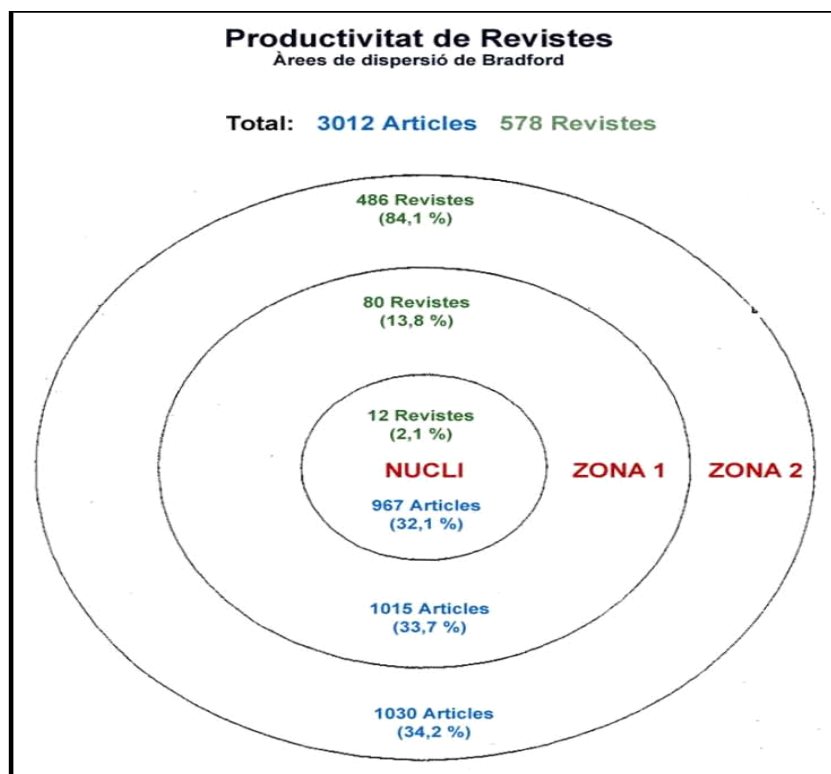 Productivitat de Revistes
Àrees de dispersió de Bradford
Total: 3012 Articles 578 Revistes
486 Revistes
(84,1 %)
80 Revistes
(13,8 %)
12 Revistes
(2,1 %)
NUCLI ZONA 1 ZONA 2
967 Articles
(32,1 %)
1015 Articles
(33,7 %)
1030 Articles
(34,2 %)